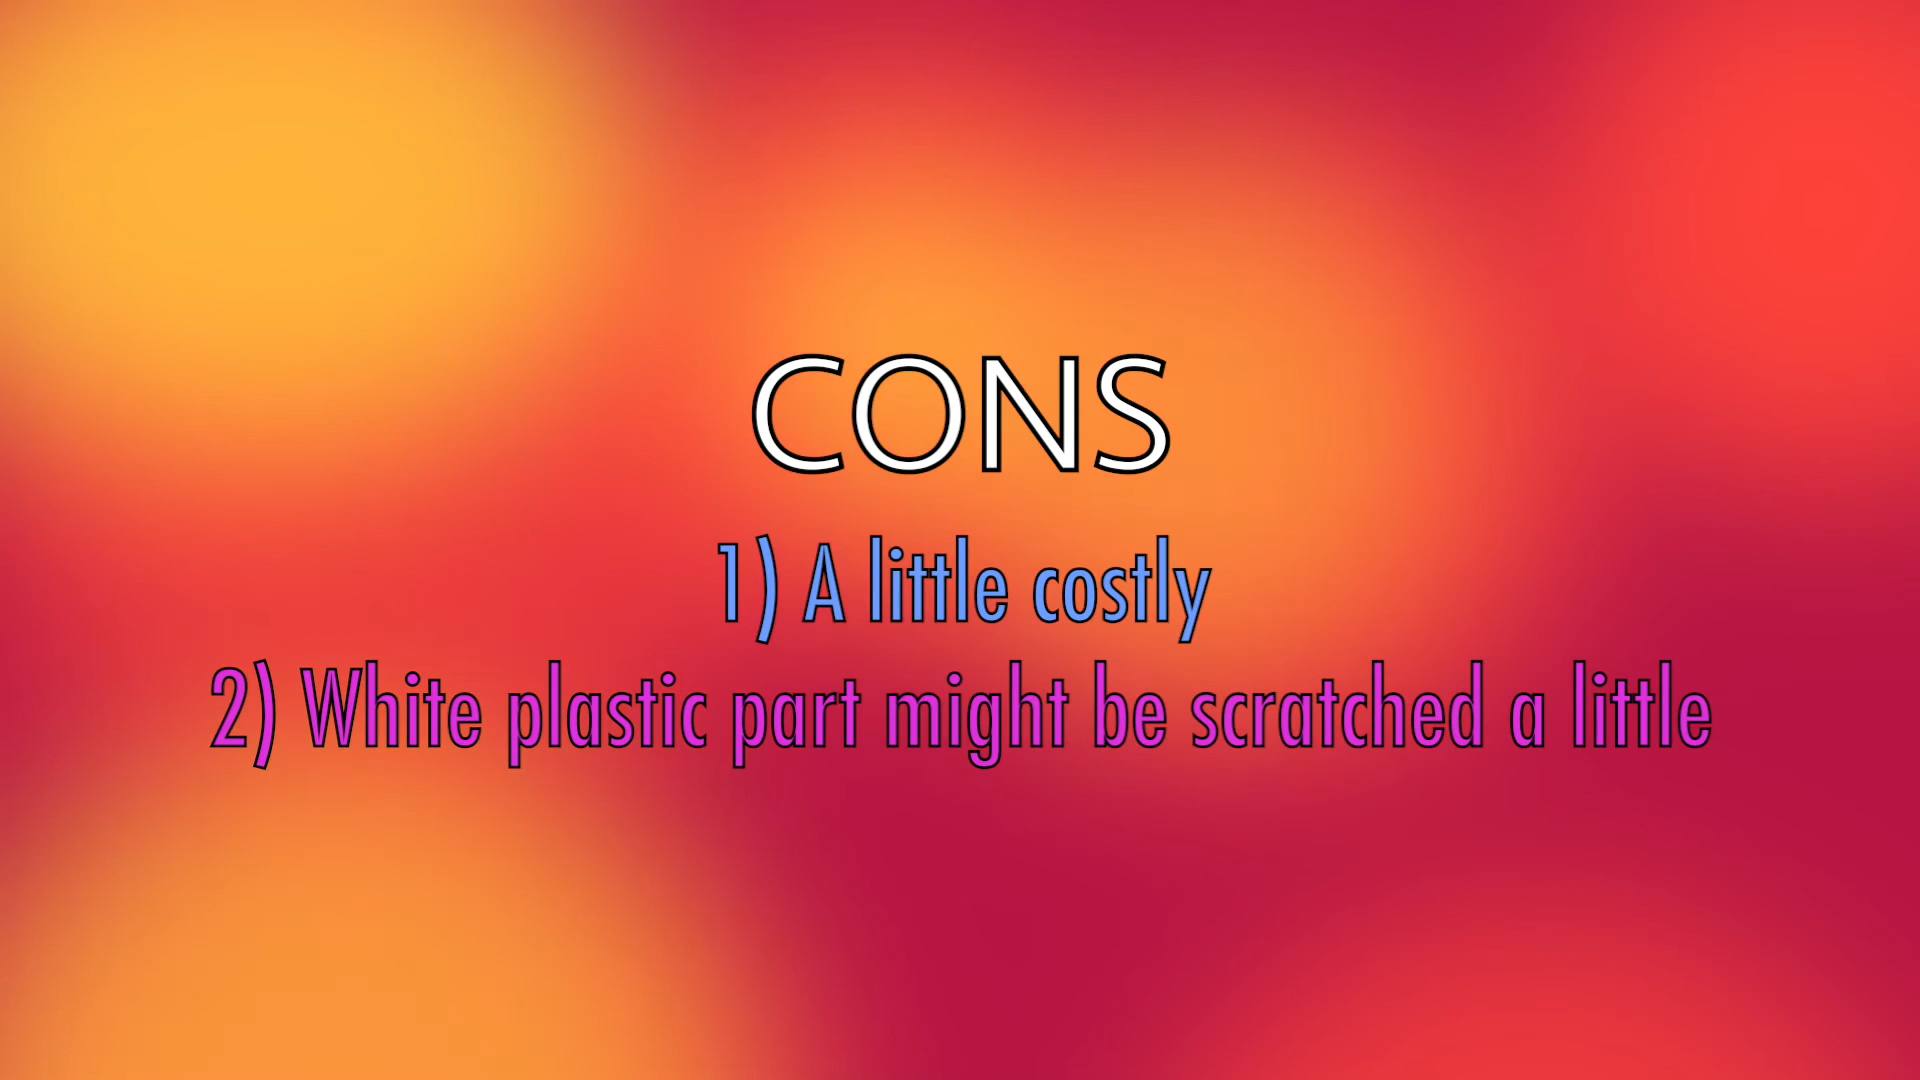 CONS
1) A little costly
2) White plastic part might be scratched a little